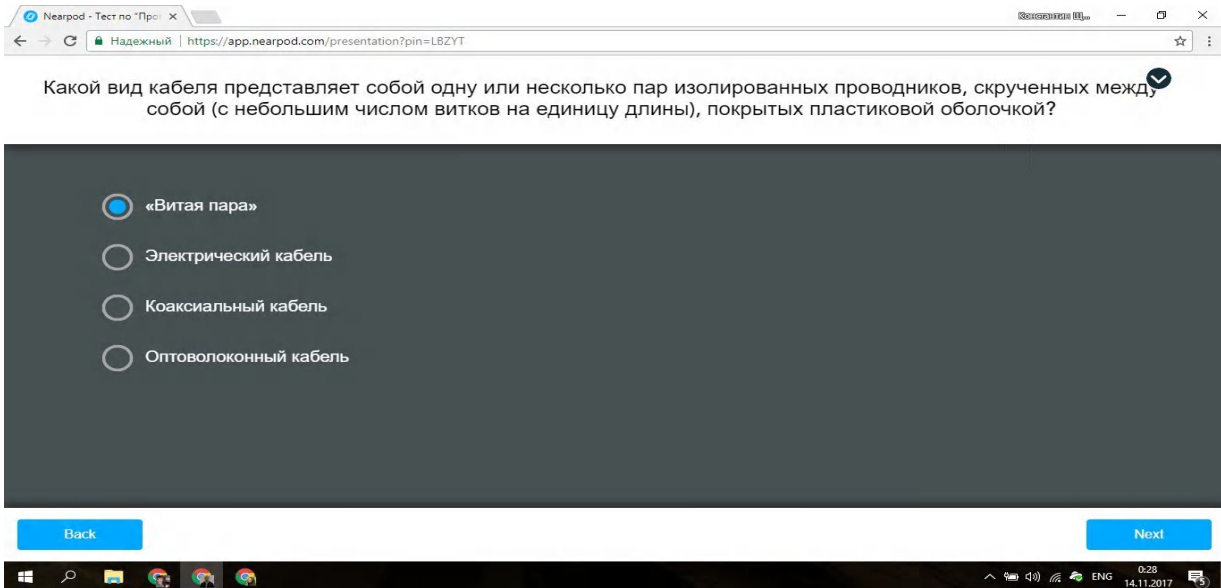 Nearpod - Тест по "Про
Константин Щ...
Надежный | https://app.nearpod.com/presentation?pin=LBZYT
Какой вид кабеля представляет собой одну или несколько пар изолированных проводников, скрученных между
собой (с небольшим числом витков на единицу длины), покрытых пластиковой оболочкой?
«Витая пара»
Электрический кабель
Коаксиальный кабель
Оптоволоконный кабель
Back
Next
ENG
0:28
14.11.2017
5